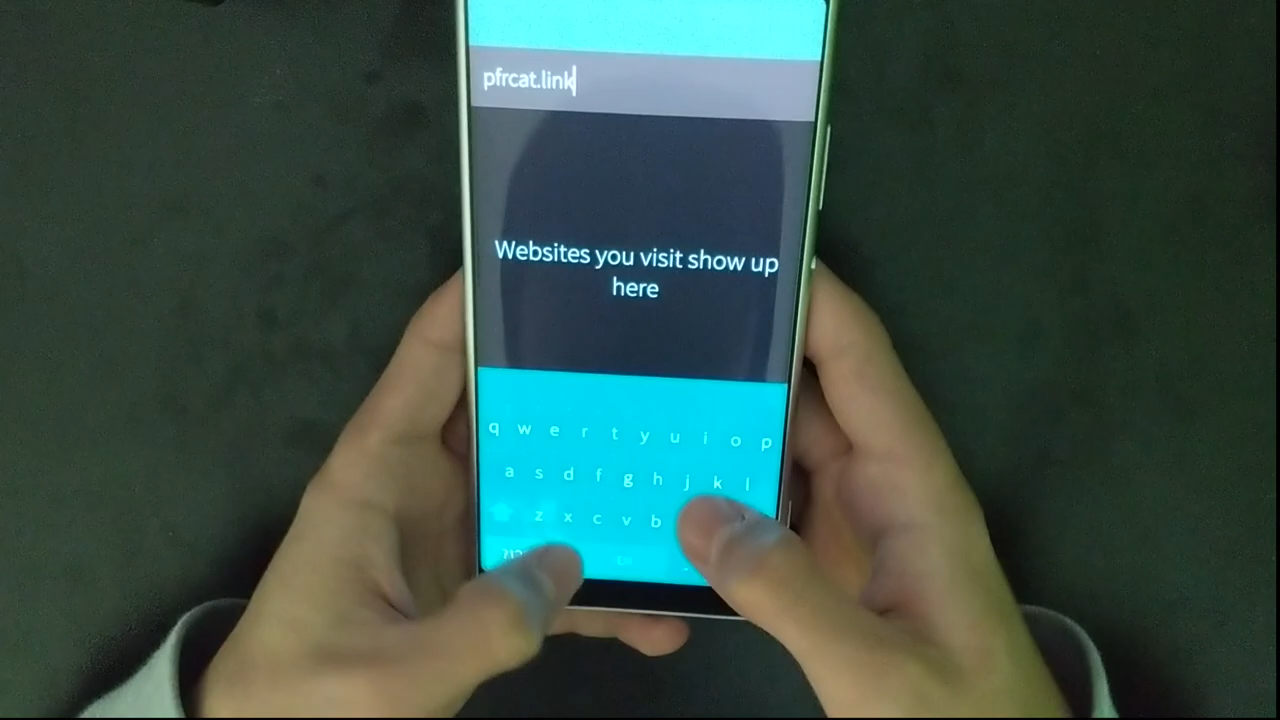 pfrcat.link
Websites you visit show up
here
q w e r t y u i o p
a s d f g h j k l
z x c v b